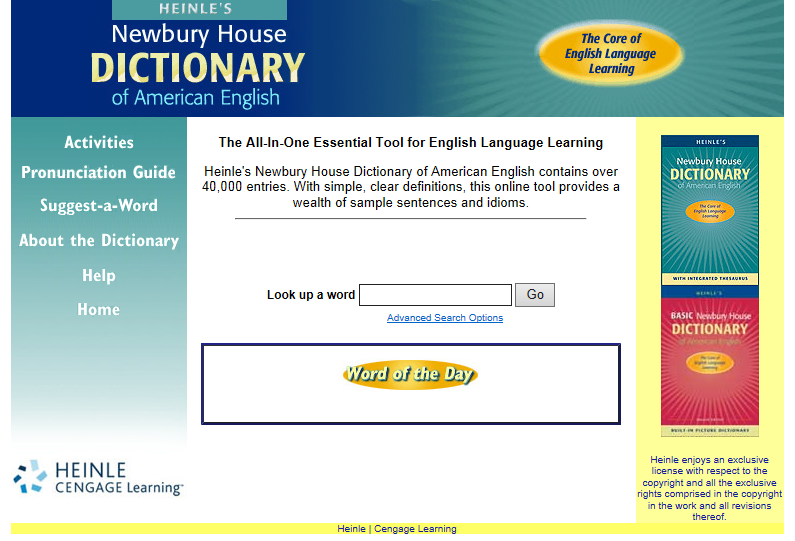 HEINLE'S
Newbury House
DICTIONARY
of American English
The Core of
English Language
Learning
Activities
Pronunciation Guide
Suggest-a-Word
About the Dictionary
Help
Home
HEINLE
CENGAGE Learning™
The All-In-One Essential Tool for English Language Learning
Heinle's Newbury House Dictionary of American English contains over
40,000 entries. With simple, clear definitions, this online tool provides a
wealth of sample sentences and idioms.
Look up a word
Go
Advanced Search Options
Word of the Day
HEINLE'S
Newbury House
DICTIONARY
of American English
The Core of
English Language
Learning
WITH INTEGRATED THESAURUS
HEINLE'S
BASIC Newbury House
DICTIONARY
of American English
The Core of
English Language
Learning
BUILT-IN PICTURE DICTIONARY
Heinle enjoys an exclusive
license with respect to the
copyright and all the exclusive
rights comprised in the copyright
in the work and all revisions
thereof.
Heinle | Cengage Learning